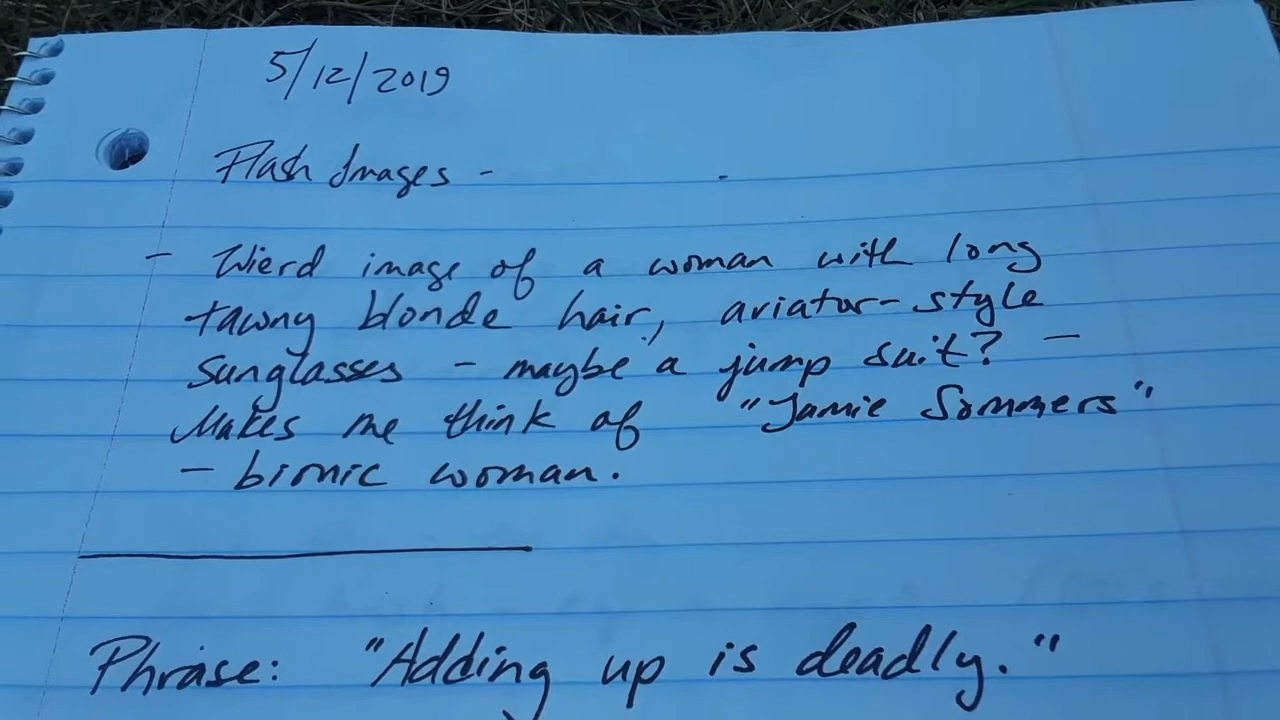 5/12/2019
Flash Images -
- Wierd image of a woman with long
tawny blonde hair, aviator-style
sunglasses - maybe a jump suit? -
Makes me think of "Jamie Sommers"
- bionic woman.
Phrase: "Adding up is deadly."